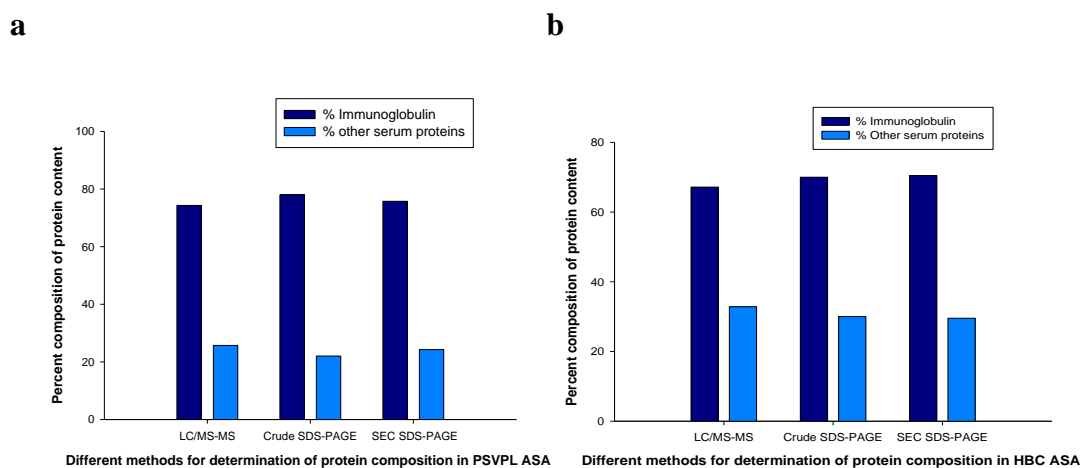 a
% Immunoglobulin
% other serum proteins
Percent composition of protein content
100
80
60
40
20
0
LC/MS-MS Crude SDS-PAGE SEC SDS-PAGE
Different methods for determination of protein composition in PSVPL ASA
b
% Immunoglobulin
% Other serum proteins
Percent composition of protein content
80
60
40
20
0
LC/MS-MS Crude SDS-PAGE SEC SDS-PAGE
Different methods for determination of protein composition in HBC ASA